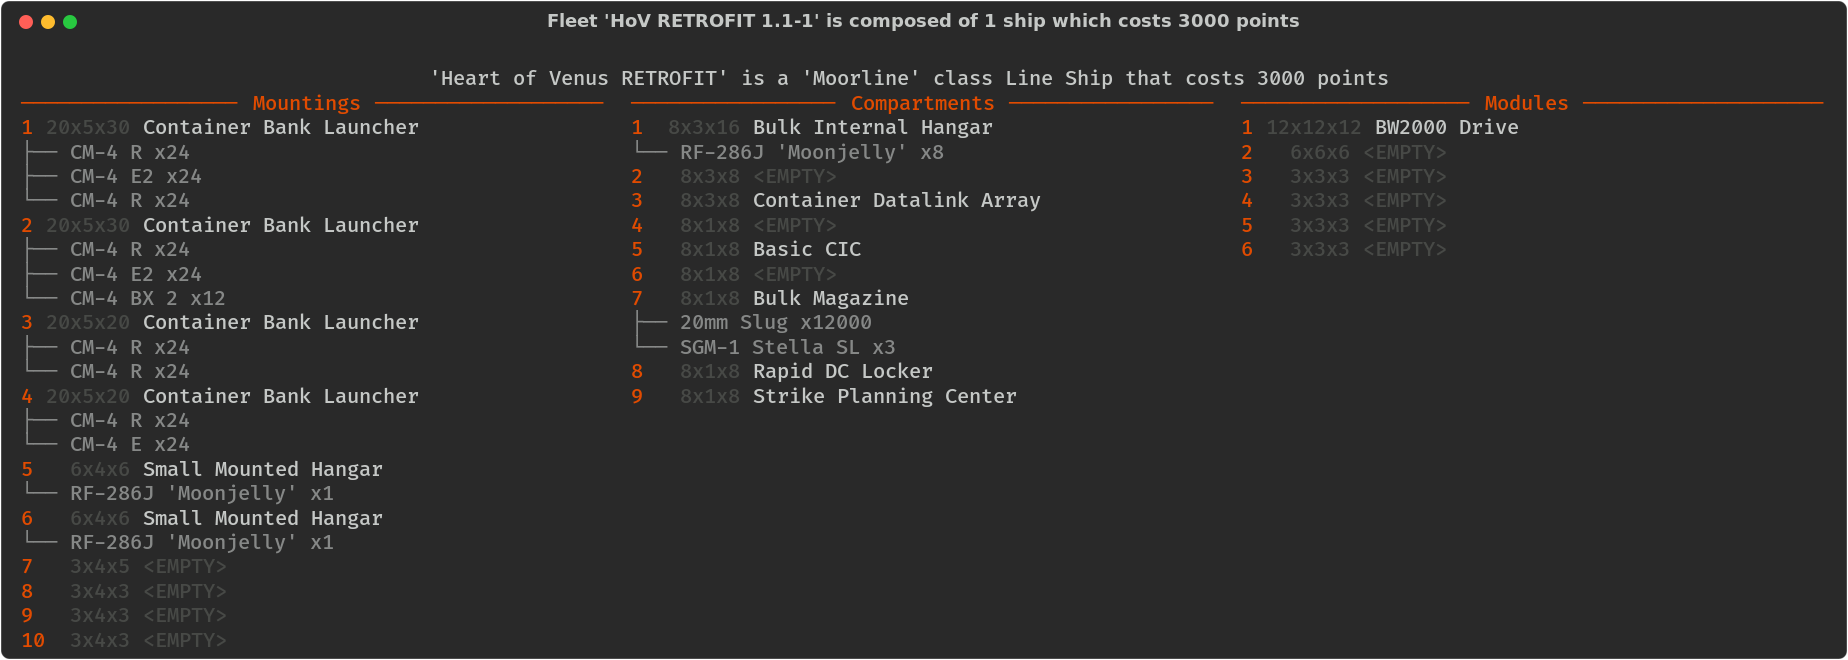 Fleet 'HoV RETROFIT 1.1-1' is composed of 1 ship which costs 3000 points
'Heart of Venus RETROFIT' is a 'Moorline' class Line Ship that costs 3000 points
Mountings
1 20x5x30 Container Bank Launcher
CM-4 R x24
CM-4 E2 x24
CM-4 R x24
2 20x5x30 Container Bank Launcher
CM-4 R x24
CM-4 E2 x24
CM-4 BX 2 x12
3 20x5x20 Container Bank Launcher
CM-4 R x24
CM-4 R x24
4 20x5x20 Container Bank Launcher
CM-4 R x24
CM-4 E x24
5 6x4x6 Small Mounted Hangar
RF-286J 'Moonjelly' x1
6 6x4x6 Small Mounted Hangar
RF-286J 'Moonjelly' x1
7 3x4x5 <EMPTY>
8 3x4x3 <EMPTY>
9 3x4x3 <EMPTY>
10 3x4x3 <EMPTY>
Compartments
1 8x3x16 Bulk Internal Hangar
RF-286J 'Moonjelly' x8
2 8x3x8 <EMPTY>
3 8x3x8 Container Datalink Array
4 8x1x8 <EMPTY>
5 8x1x8 Basic CIC
6 8x1x8 <EMPTY>
7 8x1x8 Bulk Magazine
20mm Slug x12000
SGM-1 Stella SL x3
8 8x1x8 Rapid DC Locker
9 8x1x8 Strike Planning Center
Modules
1 12x12x12 BW2000 Drive
2 6x6x6 <EMPTY>
3 3x3x3 <EMPTY>
4 3x3x3 <EMPTY>
5 3x3x3 <EMPTY>
6 3x3x3 <EMPTY>